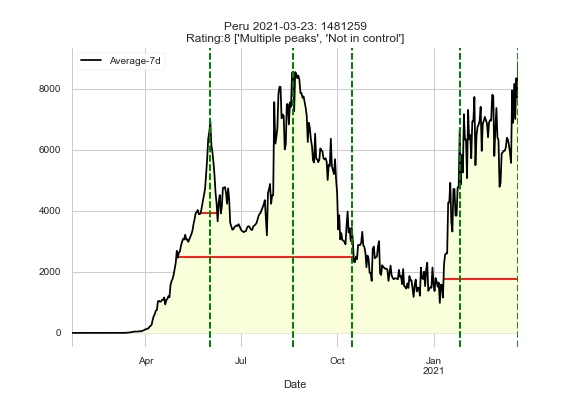 Peru 2021-03-23: 1481259
Rating:8 ['Multiple peaks', 'Not in control']
Average-7d
8000
6000
4000
2000
0
Apr
Jul
Oct
Jan
2021
Date